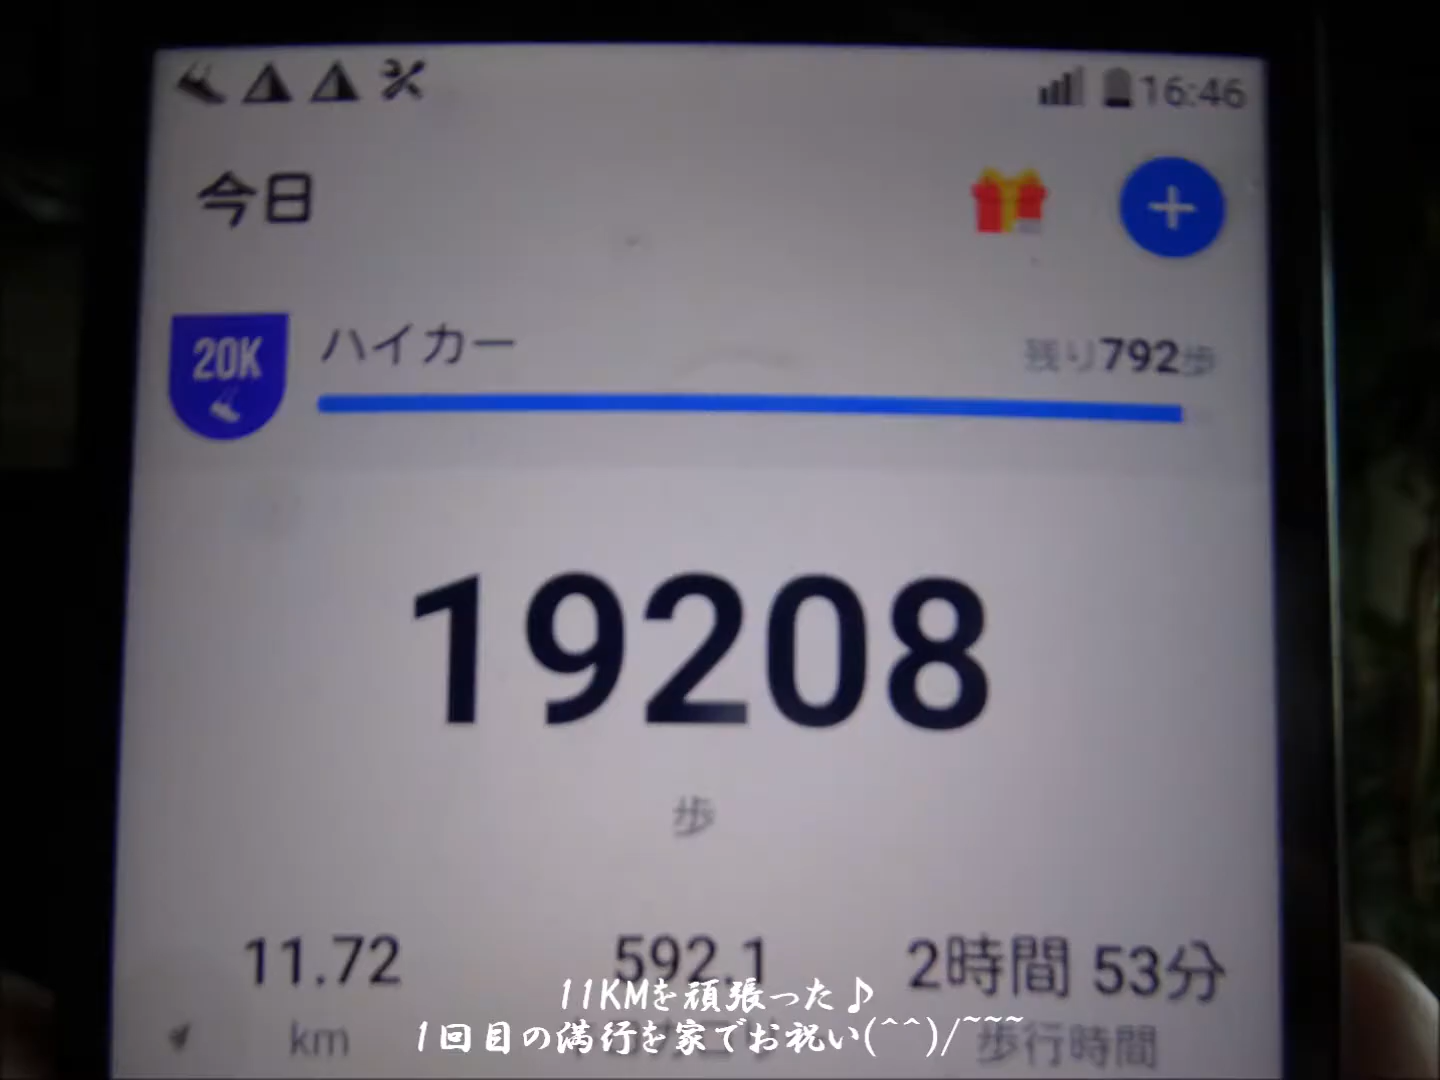 16:46
今日
20K
ハイカー
残り792歩
19208
歩
11.72
592.1
2時間 53分
km
歩行時間
11KMを頑張った♪
1回目の満行を家でお祝い(^^)/~~~